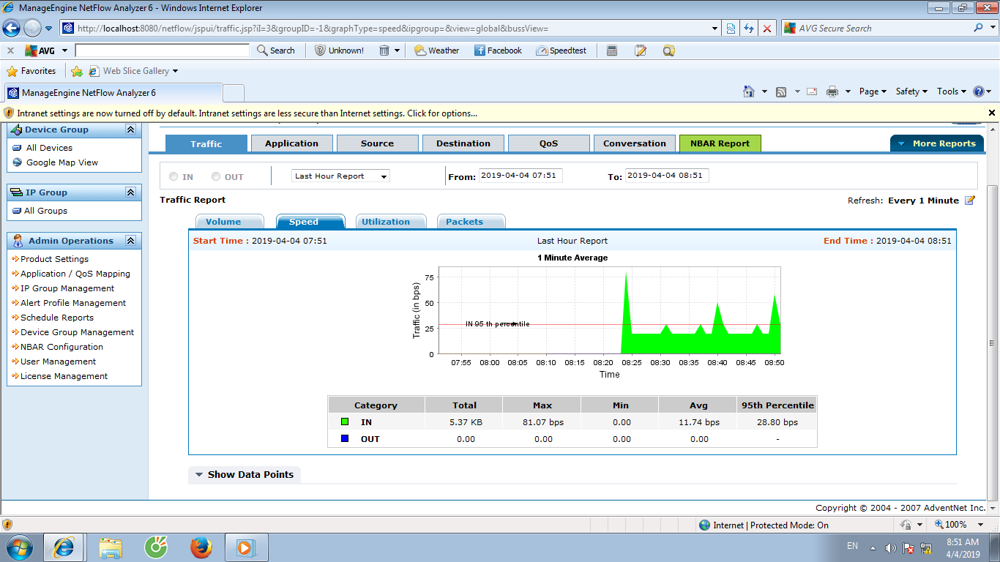 ManageEngine NetFlow Analyzer 6 - Windows Internet Explorer
http://localhost:8080/netflow/jspui/traffic.jsp?iI=3&groupID=-1&graphType=speed&ipgroup=&view=global&bussView=
AVG Secure Search
AVG Search Unknown! Weather Facebook Speedtest
Favorites Web Slice Gallery
ManageEngine NetFlow Analyzer 6
Page Safety Tools
Intranet settings are now turned off by default. Intranet settings are less secure than Internet settings. Click for options...
Device Group
All Devices
Google Map View
IP Group
All Groups
Admin Operations
Product Settings
Application / QoS Mapping
IP Group Management
Alert Profile Management
Schedule Reports
Device Group Management
NBAR Configuration
User Management
License Management
Traffic Application Source Destination QoS Conversation NBAR Report More Reports
IN OUT Last Hour Report From: 2019-04-04 07:51 To: 2019-04-04 08:51
Traffic Report Refresh: Every 1 Minute
Volume Speed Utilization Packets
Start Time : 2019-04-04 07:51 Last Hour Report End Time : 2019-04-04 08:51
1 Minute Average
Traffic (in bps)
75
50
25
0
IN 95 th percentile
07:55 08:00 08:05 08:10 08:15 08:20 08:25 08:30 08:35 08:40 08:45 08:50
Time
Category Total Max Min Avg 95th Percentile
IN 5.37 KB 81.07 bps 0.00 11.74 bps 28.80 bps
OUT 0.00 0.00 0.00 0.00 -
Show Data Points
Copyright © 2004 - 2007 AdventNet Inc.
Internet | Protected Mode: On 100%
EN 8:51 AM
4/4/2019